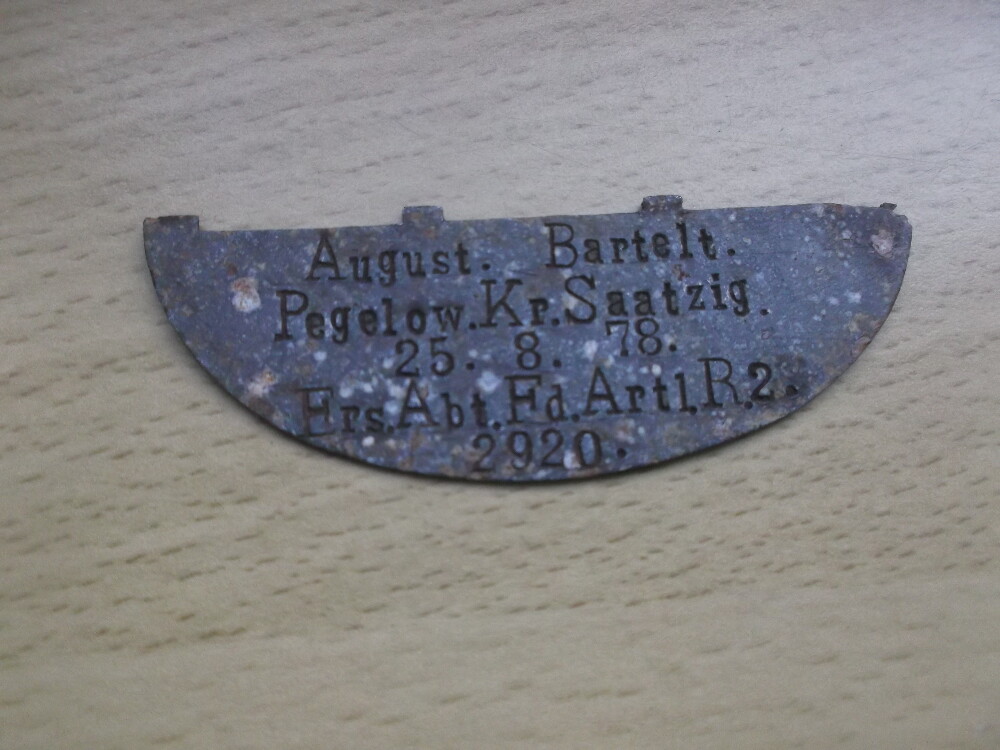 August. Bartelt.
Pegelow.Kr.Saatzig.
25. 8. 78.
Ers.Abt.Fd.Artl.R.2.
2920.